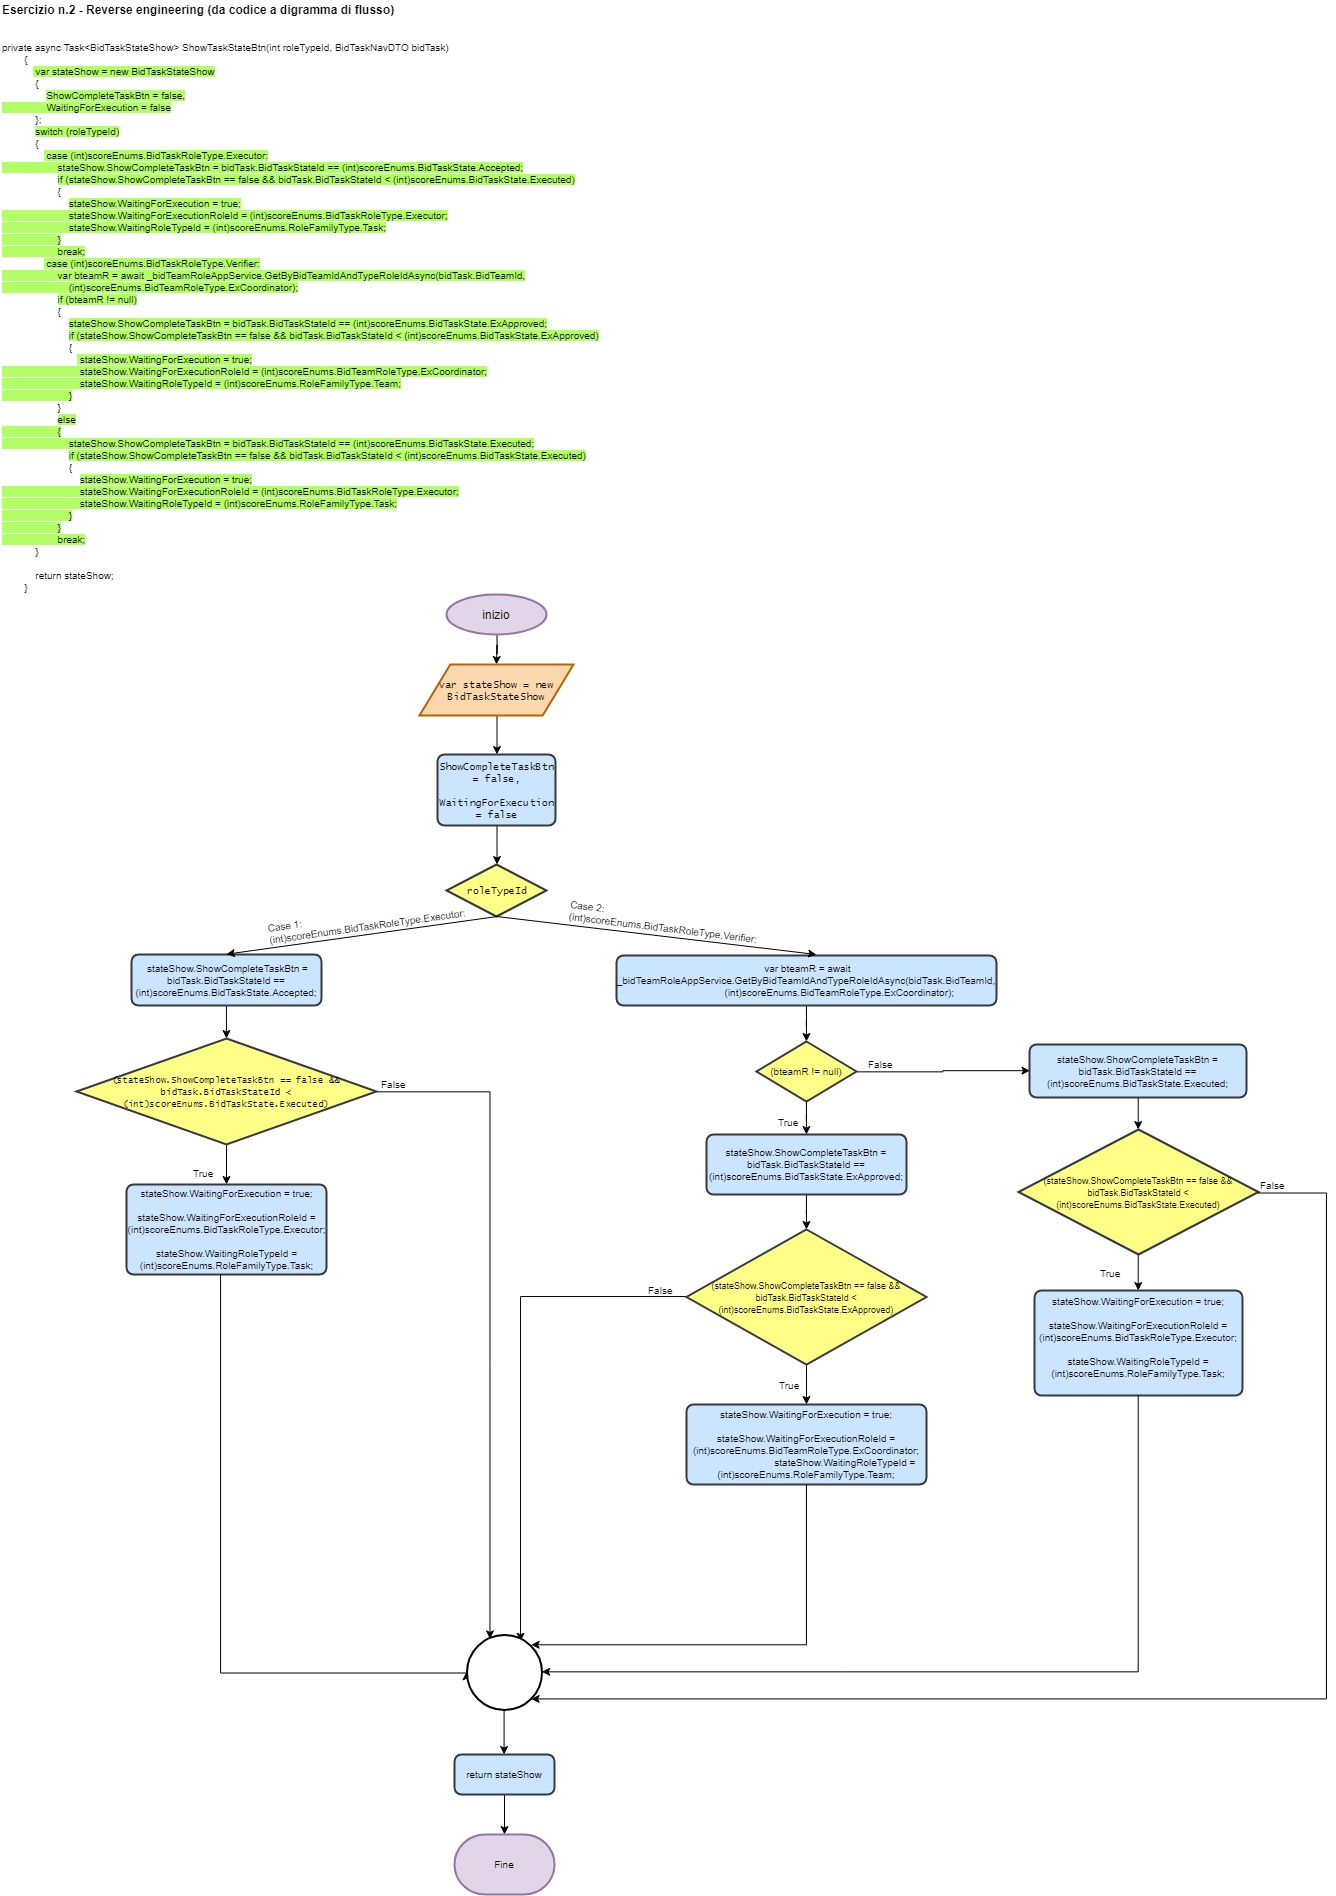 Esercizio n.2 - Reverse engineering (da codice a digramma di flusso)
private async Task<BidTaskStateShow> ShowTaskStateBtn(int roleTypeId, BidTaskNavDTO bidTask)
{
var stateShow = new BidTaskStateShow
{
ShowCompleteTaskBtn = false,
WaitingForExecution = false
};
switch (roleTypeId)
{
case (int)scoreEnums.BidTaskRoleType.Executor:
stateShow.ShowCompleteTaskBtn = bidTask.BidTaskStateId == (int)scoreEnums.BidTaskState.Accepted;
if (stateShow.ShowCompleteTaskBtn == false && bidTask.BidTaskStateId < (int)scoreEnums.BidTaskState.Executed)
{
stateShow.WaitingForExecution = true;
stateShow.WaitingForExecutionRoleId = (int)scoreEnums.BidTaskRoleType.Executor;
stateShow.WaitingRoleTypeId = (int)scoreEnums.RoleFamilyType.Task;
}
break;
case (int)scoreEnums.BidTaskRoleType.Verifier:
var bteamR = await _bidTeamRoleAppService.GetByBidTeamIdAndTypeRoleIdAsync(bidTask.BidTeamId,
(int)scoreEnums.BidTeamRoleType.ExCoordinator);
if (bteamR != null)
{
stateShow.ShowCompleteTaskBtn = bidTask.BidTaskStateId == (int)scoreEnums.BidTaskState.ExApproved;
if (stateShow.ShowCompleteTaskBtn == false && bidTask.BidTaskStateId < (int)scoreEnums.BidTaskState.ExApproved)
{
stateShow.WaitingForExecution = true;
stateShow.WaitingForExecutionRoleId = (int)scoreEnums.BidTeamRoleType.ExCoordinator;
stateShow.WaitingRoleTypeId = (int)scoreEnums.RoleFamilyType.Team;
}
}
else
{
stateShow.ShowCompleteTaskBtn = bidTask.BidTaskStateId == (int)scoreEnums.BidTaskState.Executed;
if (stateShow.ShowCompleteTaskBtn == false && bidTask.BidTaskStateId < (int)scoreEnums.BidTaskState.Executed)
{
stateShow.WaitingForExecution = true;
stateShow.WaitingForExecutionRoleId = (int)scoreEnums.BidTaskRoleType.Executor;
stateShow.WaitingRoleTypeId = (int)scoreEnums.RoleFamilyType.Task;
}
}
break;
}
return stateShow;
}
inizio
var stateShow = new
BidTaskStateShow
ShowCompleteTaskBtn
= false,
WaitingForExecution
= false
roleTypeId
Case 1:
(int)scoreEnums.BidTaskRoleType.Executor:
Case 2:
(int)scoreEnums.BidTaskRoleType.Verifier:
stateShow.ShowCompleteTaskBtn =
bidTask.BidTaskStateId ==
(int)scoreEnums.BidTaskState.Accepted;
(stateShow.ShowCompleteTaskBtn == false &&
bidTask.BidTaskStateId <
(int)scoreEnums.BidTaskState.Executed)
False
True
stateShow.WaitingForExecution = true;
stateShow.WaitingForExecutionRoleId =
(int)scoreEnums.BidTaskRoleType.Executor;
stateShow.WaitingRoleTypeId =
(int)scoreEnums.RoleFamilyType.Task;
var bteamR = await
_bidTeamRoleAppService.GetByBidTeamIdAndTypeRoleIdAsync(bidTask.BidTeamId,
(int)scoreEnums.BidTeamRoleType.ExCoordinator);
(bteamR != null)
False
True
stateShow.ShowCompleteTaskBtn =
bidTask.BidTaskStateId ==
(int)scoreEnums.BidTaskState.ExApproved;
(stateShow.ShowCompleteTaskBtn == false &&
bidTask.BidTaskStateId <
(int)scoreEnums.BidTaskState.ExApproved)
False
True
stateShow.WaitingForExecution = true;
stateShow.WaitingForExecutionRoleId =
(int)scoreEnums.BidTeamRoleType.ExCoordinator;
stateShow.WaitingRoleTypeId =
(int)scoreEnums.RoleFamilyType.Team;
stateShow.ShowCompleteTaskBtn =
bidTask.BidTaskStateId ==
(int)scoreEnums.BidTaskState.Executed;
(stateShow.ShowCompleteTaskBtn == false &&
bidTask.BidTaskStateId <
(int)scoreEnums.BidTaskState.Executed)
False
True
stateShow.WaitingForExecution = true;
stateShow.WaitingForExecutionRoleId =
(int)scoreEnums.BidTaskRoleType.Executor;
stateShow.WaitingRoleTypeId =
(int)scoreEnums.RoleFamilyType.Task;
return stateShow
Fine